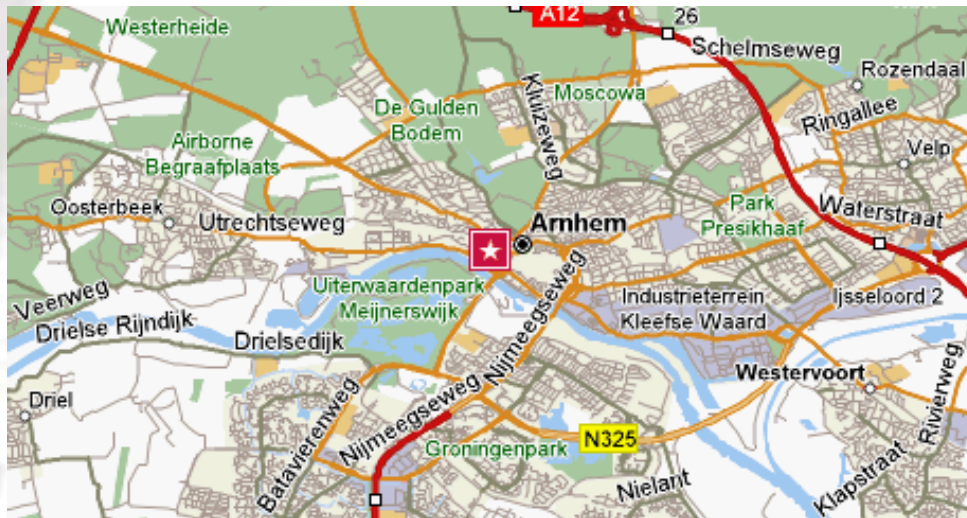 A12
26
Westerheide
Schelmseweg
Rozendaal
Kluizeweg
Moscowa
De Gulden
Bodem
Ringallee
Airborne
Begraafplaats
Velp
Oosterbeek
Utrechtseweg
Arnhem
Park
Presikhaaf
Waterstraat
Veerweg
Uiterwaardenpark
Meijnerswijk
Nijmeegseweg
Industrieterrein
Kleefse Waard
Ijsseloord 2
Drielse Rijndijk
Drielsedijk
Westervoort
Driel
Batavierenweg
Nijmeegseweg
Groningenpark
N325
Nielant
Klapstraat
Rivierweg